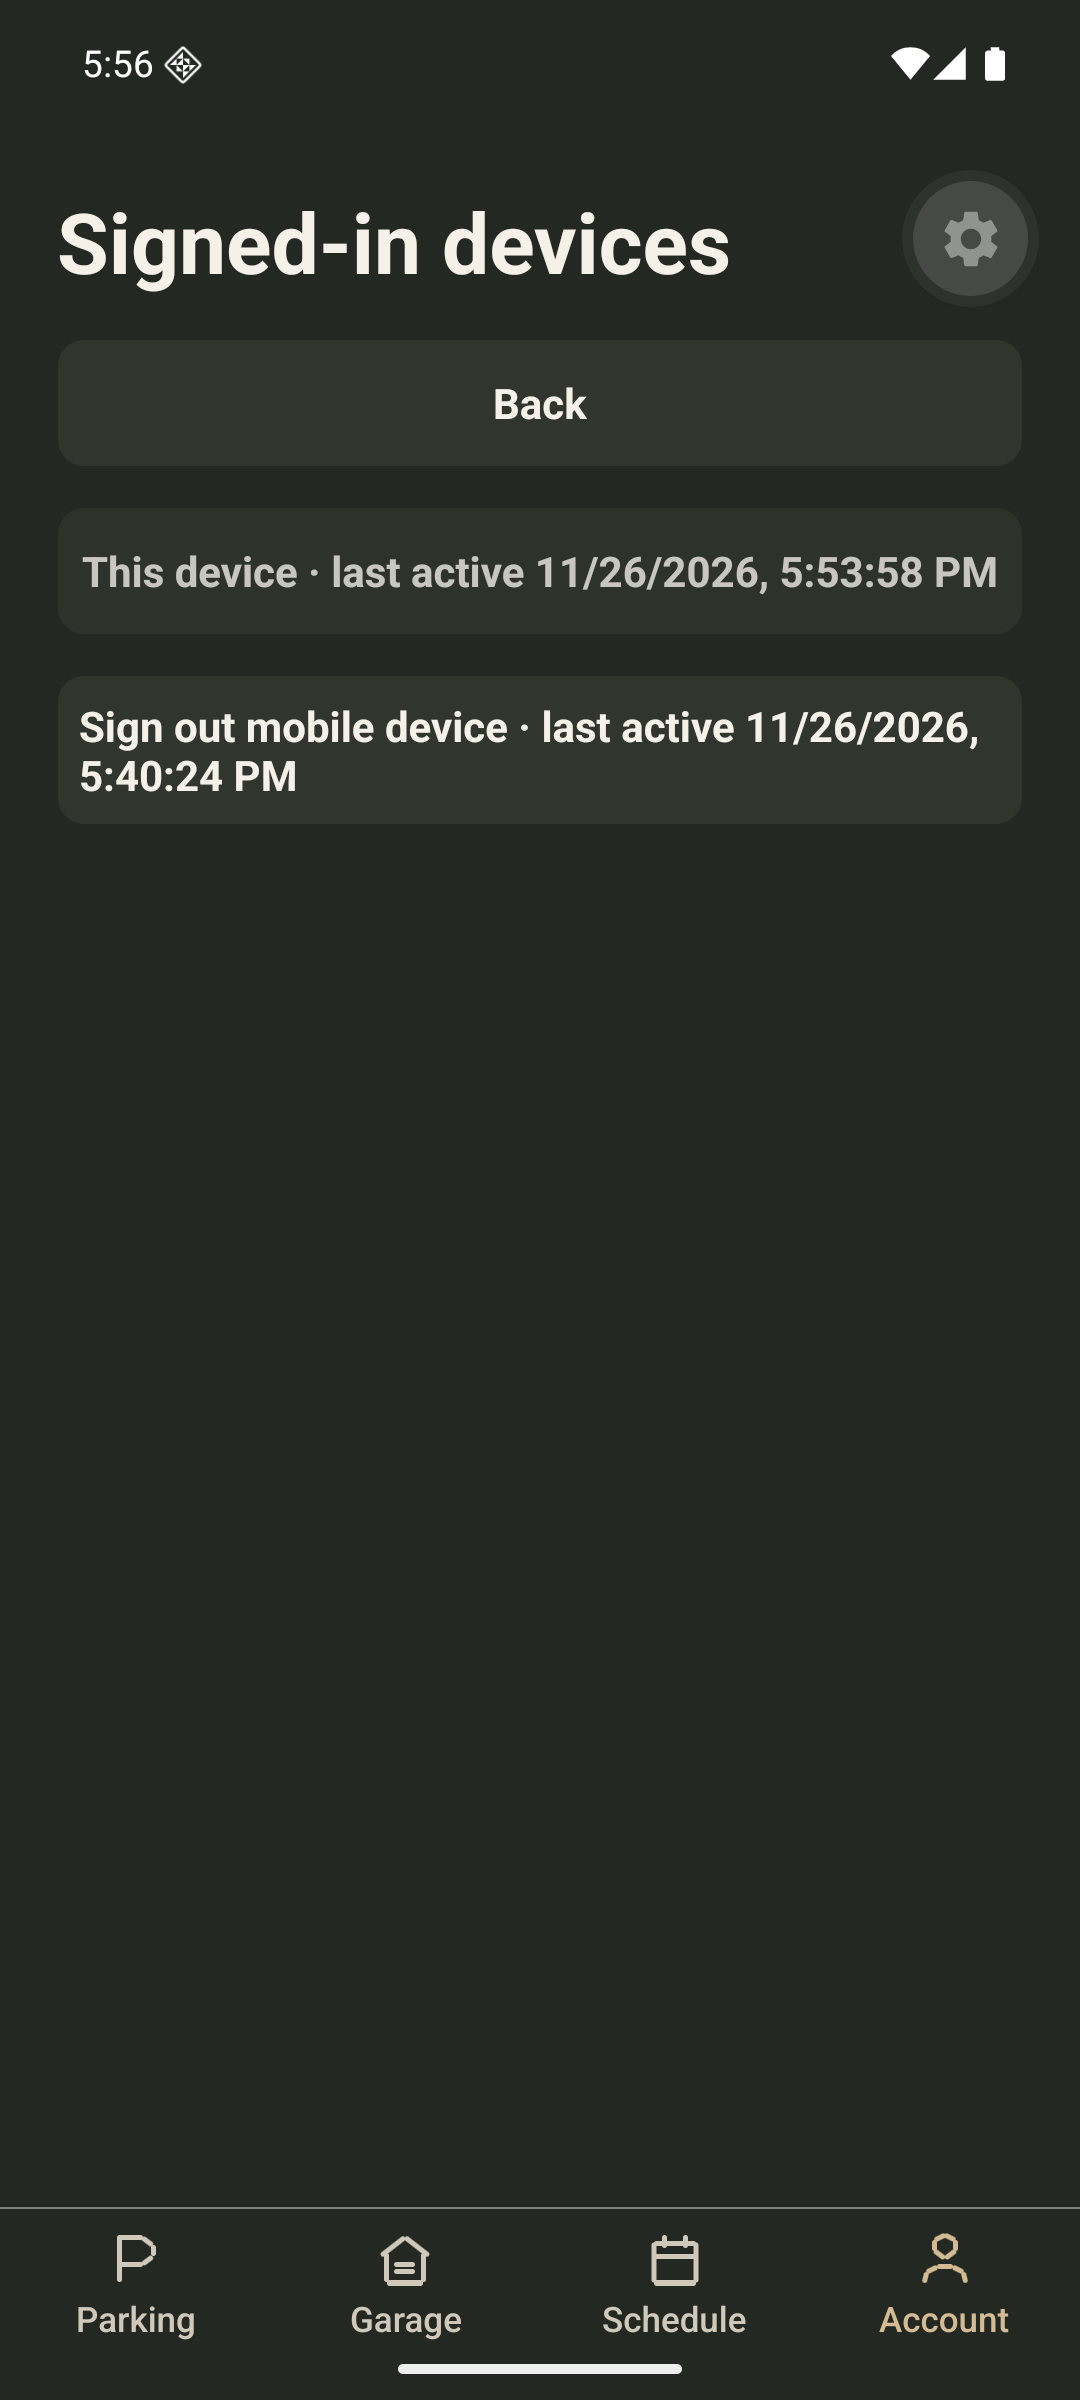 5:56
Signed-in devices
Back
This device · last active 11/26/2026, 5:53:58 PM
Sign out mobile device · last active 11/26/2026,
5:40:24 PM
Parking
Garage
Schedule
Account